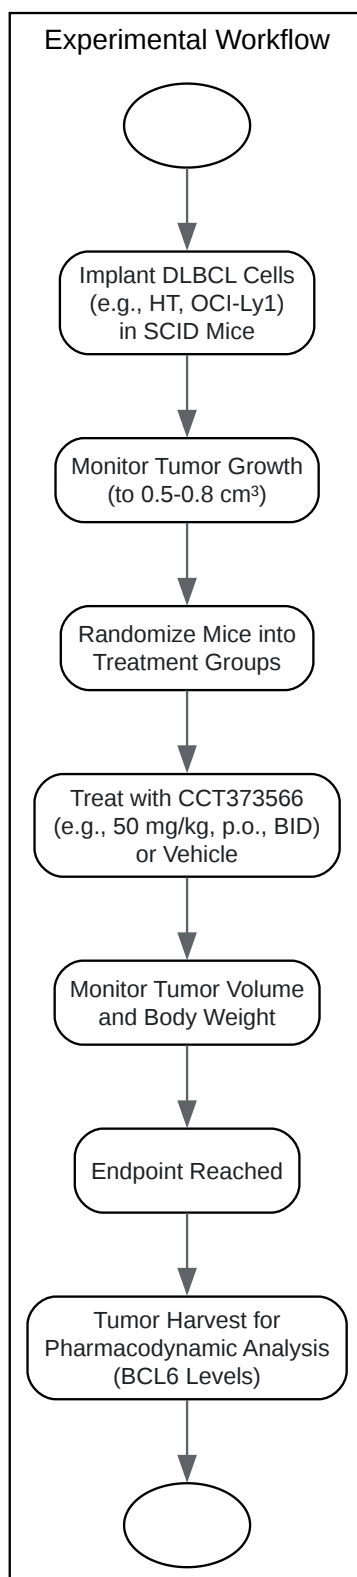 Experimental Workflow
Implant DLBCL Cells
(e.g., HT, OCI-Ly1)
in SCID Mice
Monitor Tumor Growth
(to 0.5-0.8 cm³)
Randomize Mice into
Treatment Groups
Treat with CCT373566
(e.g., 50 mg/kg, p.o., BID)
or Vehicle
Monitor Tumor Volume
and Body Weight
Endpoint Reached
Tumor Harvest for
Pharmacodynamic Analysis
(BCL6 Levels)